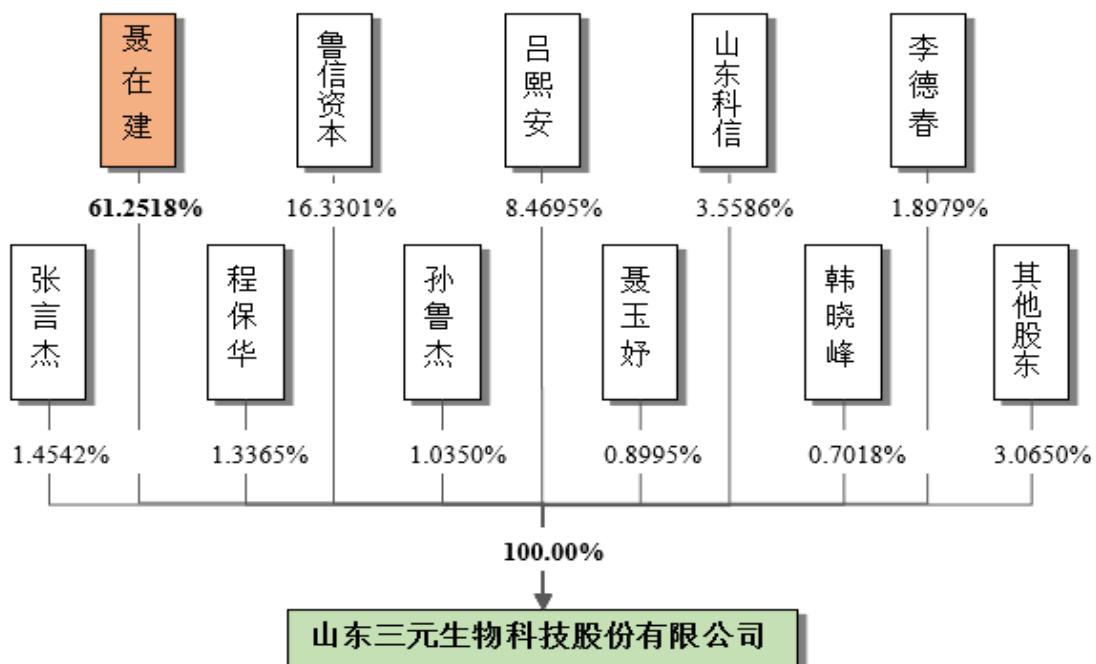 聂在建
鲁信资本
吕熙安
山东科信
李德春
61.2518%
16.3301%
8.4695%
3.5586%
1.8979%
张言杰
程保华
孙鲁杰
聂玉妤
韩晓峰
其他股东
1.4542%
1.3365%
1.0350%
0.8995%
0.7018%
3.0650%
100.00%
山东三元生物科技股份有限公司